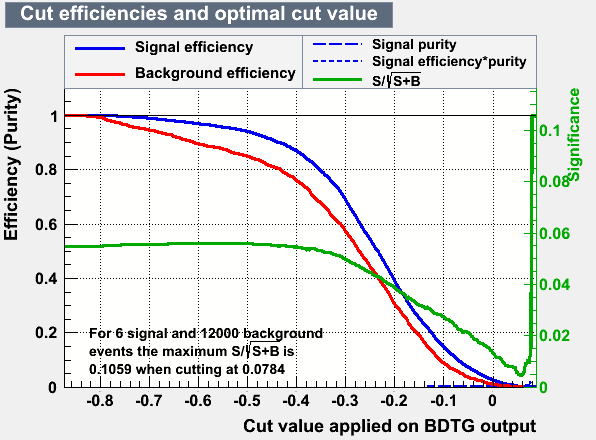 Cut efficiencies and optimal cut value
Signal efficiency
Background efficiency
Signal purity
Signal efficiency*purity
S/√S+B
Efficiency (Purity)
1
0.8
0.6
0.4
0.2
0
Significance
0.1
0.08
0.06
0.04
0.02
0
For 6 signal and 12000 background
events the maximum S/√S+B is
0.1059 when cutting at 0.0784
-0.8 -0.7 -0.6 -0.5 -0.4 -0.3 -0.2 -0.1 0
Cut value applied on BDTG output